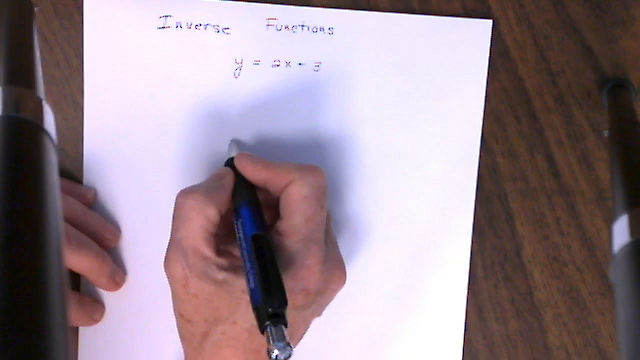 Inverse Functions
y = 2x - 3